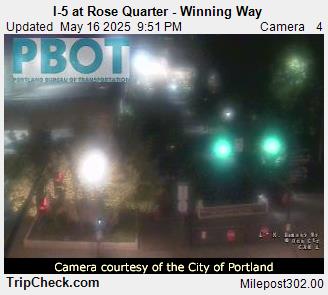 I-5 at Rose Quarter - Winning Way
Updated May 16 2025 9:51 PM Camera 4
PBOT
PORTLAND BUREAU OF TRANSPORTATION
Camera courtesy of the City of Portland
TripCheck.com Milepost302.00